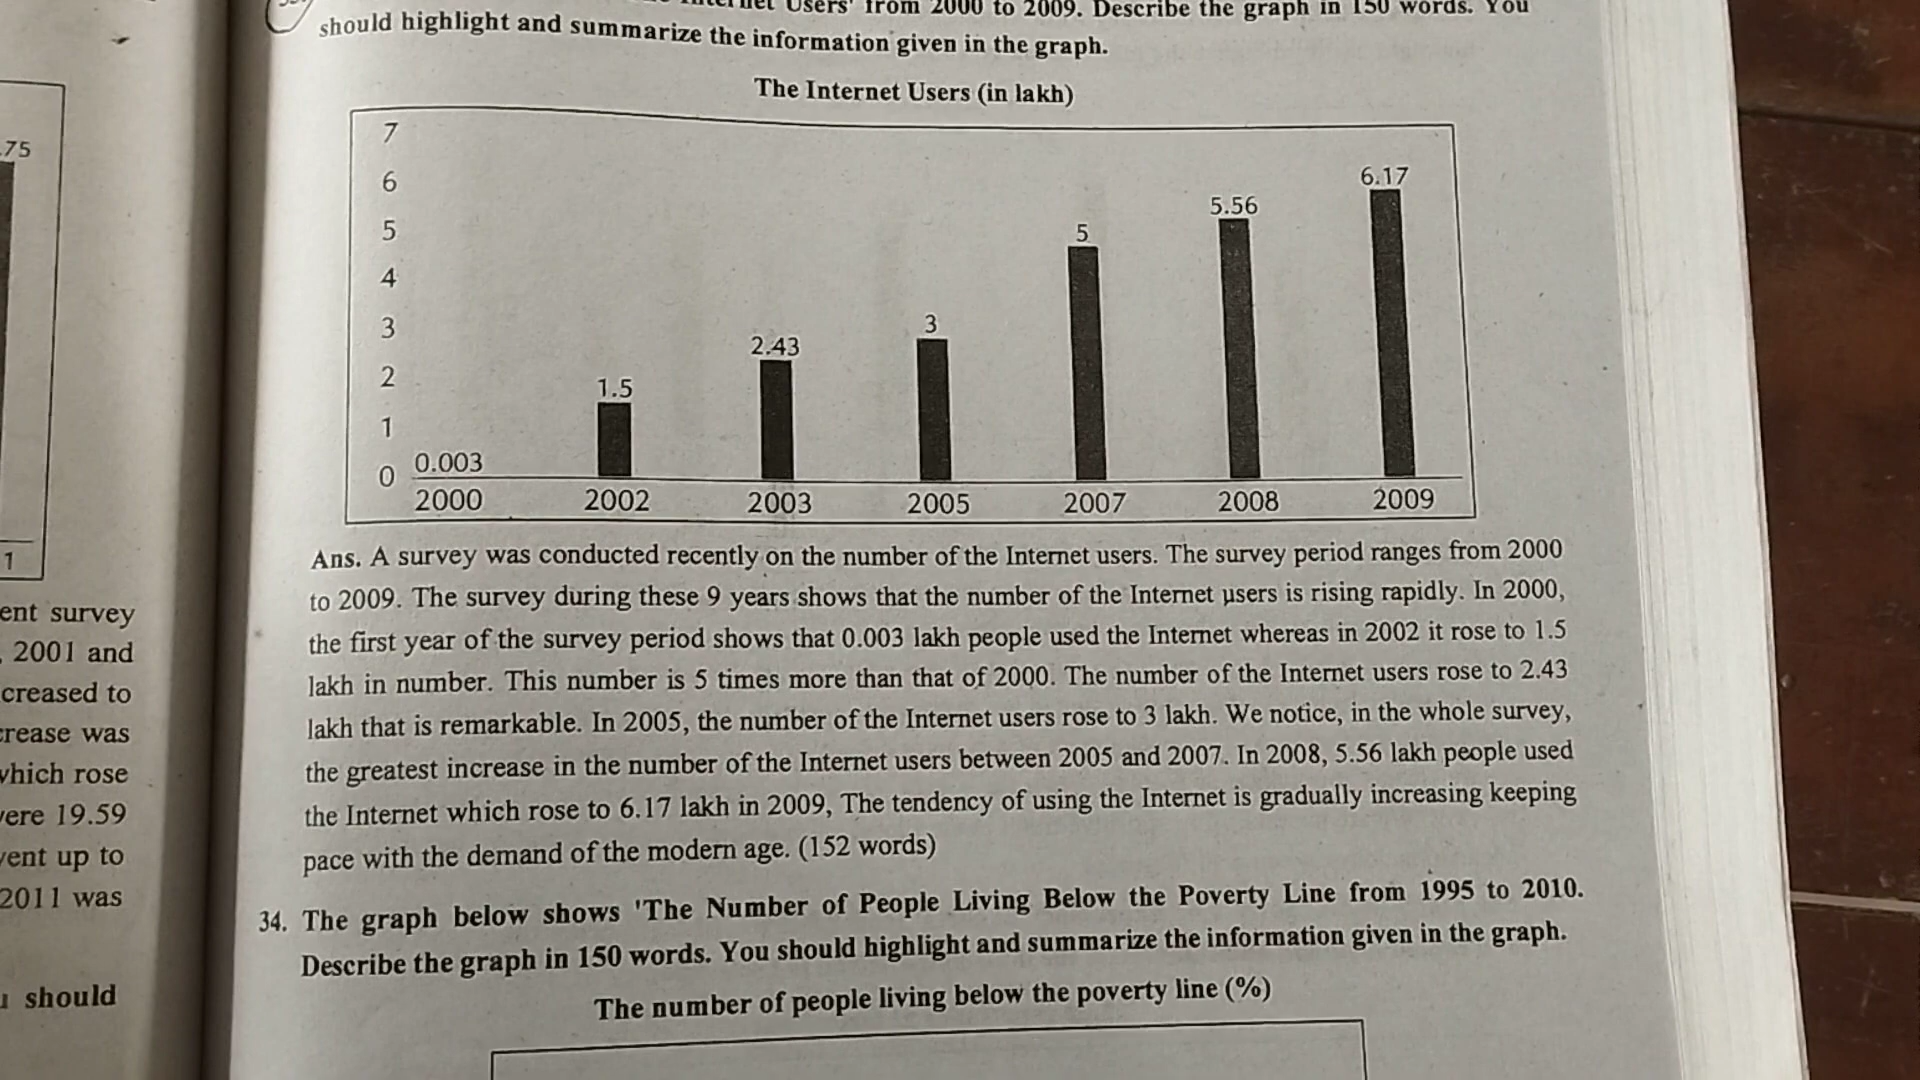 Users' from 2000 to 2009. Describe the graph in 150 words. You
should highlight and summarize the information given in the graph.
The Internet Users (in lakh)
7
6
5
4
3
2
1
0
0.003
1.5
2.43
3
5
5.56
6.17
2000 2002 2003 2005 2007 2008 2009
Ans. A survey was conducted recently on the number of the Internet users. The survey period ranges from 2000
to 2009. The survey during these 9 years shows that the number of the Internet users is rising rapidly. In 2000,
the first year of the survey period shows that 0.003 lakh people used the Internet whereas in 2002 it rose to 1.5
lakh in number. This number is 5 times more than that of 2000. The number of the Internet users rose to 2.43
lakh that is remarkable. In 2005, the number of the Internet users rose to 3 lakh. We notice, in the whole survey,
the greatest increase in the number of the Internet users between 2005 and 2007. In 2008, 5.56 lakh people used
the Internet which rose to 6.17 lakh in 2009, The tendency of using the Internet is gradually increasing keeping
pace with the demand of the modern age. (152 words)
34. The graph below shows 'The Number of People Living Below the Poverty Line from 1995 to 2010.
Describe the graph in 150 words. You should highlight and summarize the information given in the graph.
The number of people living below the poverty line (%)
.75
1
survey
2001 and
to
was
which rose
19.59
up to
2011 was
should